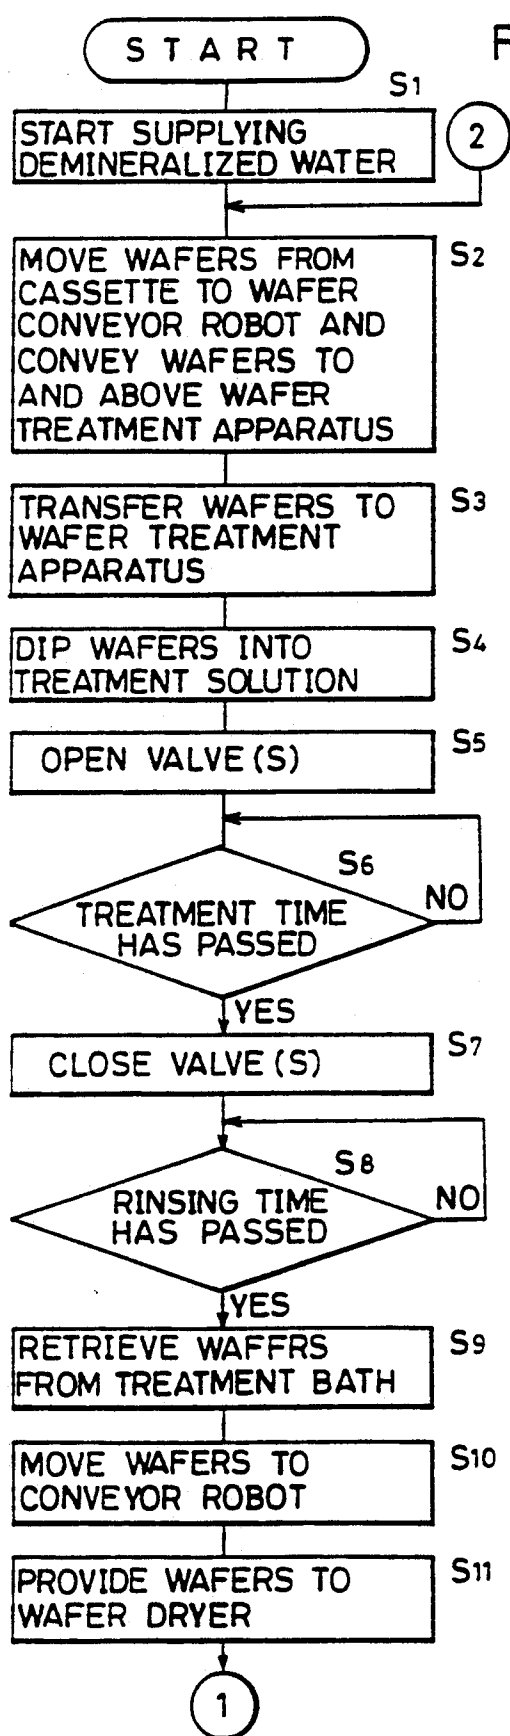 START
F
S1
START SUPPLYING
DEMINERALIZED WATER
2
S2
MOVE WAFERS FROM
CASSETTE TO WAFER
CONVEYOR ROBOT AND
CONVEY WAFERS TO
AND ABOVE WAFER
TREATMENT APPARATUS
S3
TRANSFER WAFERS TO
WAFER TREATMENT
APPARATUS
S4
DIP WAFERS INTO
TREATMENT SOLUTION
S5
OPEN VALVE(S)
S6
NO
TREATMENT TIME
HAS PASSED
YES
S7
CLOSE VALVE(S)
S8
NO
RINSING TIME
HAS PASSED
YES
S9
RETRIEVE WAFFRS
FROM TREATMENT BATH
S10
MOVE WAFERS TO
CONVEYOR ROBOT
S11
PROVIDE WAFERS TO
WAFER DRYER
1